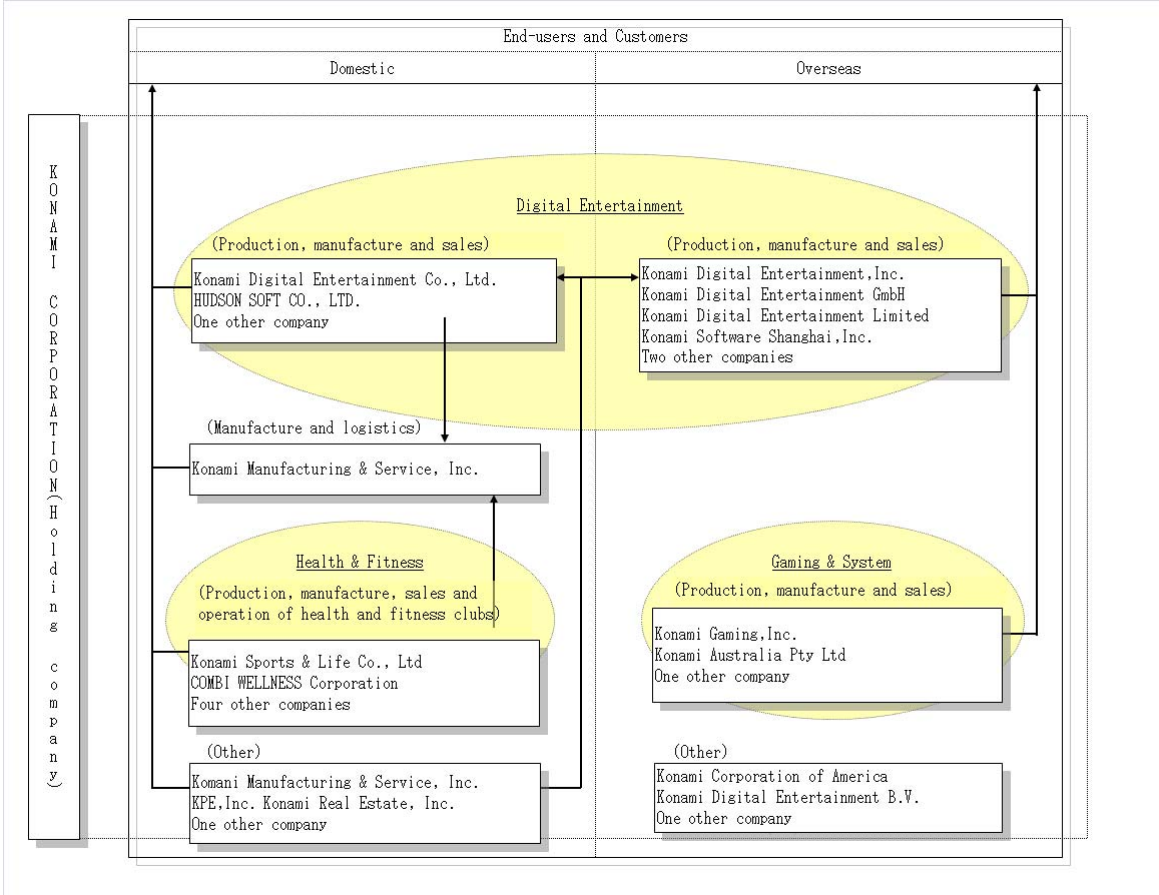 End-users and Customers
Domestic
Overseas
KONAMI CORPORATION(Holding company)
Digital Entertainment
(Production, manufacture and sales)
Konami Digital Entertainment Co., Ltd.
HUDSON SOFT CO., LTD.
One other company
(Production, manufacture and sales)
Konami Digital Entertainment,Inc.
Konami Digital Entertainment GmbH
Konami Digital Entertainment Limited
Konami Software Shanghai,Inc.
Two other companies
(Manufacture and logistics)
Konami Manufacturing & Service, Inc.
Health & Fitness
(Production, manufacture, sales and
operation of health and fitness clubs)
Konami Sports & Life Co., Ltd
COMBI WELLNESS Corporation
Four other companies
Gaming & System
(Production, manufacture and sales)
Konami Gaming,Inc.
Konami Australia Pty Ltd
One other company
(Other)
Komani Manufacturing & Service, Inc.
KPE,Inc. Konami Real Estate, Inc.
One other company
(Other)
Konami Corporation of America
Konami Digital Entertainment B.V.
One other company